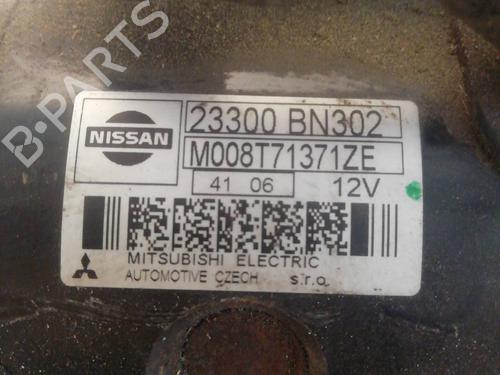 NISSAN
23300 BN302
M008T71371ZE
41 06
12V
MITSUBISHI ELECTRIC
AUTOMOTIVE CZECH s.r.o.
B-PARTS